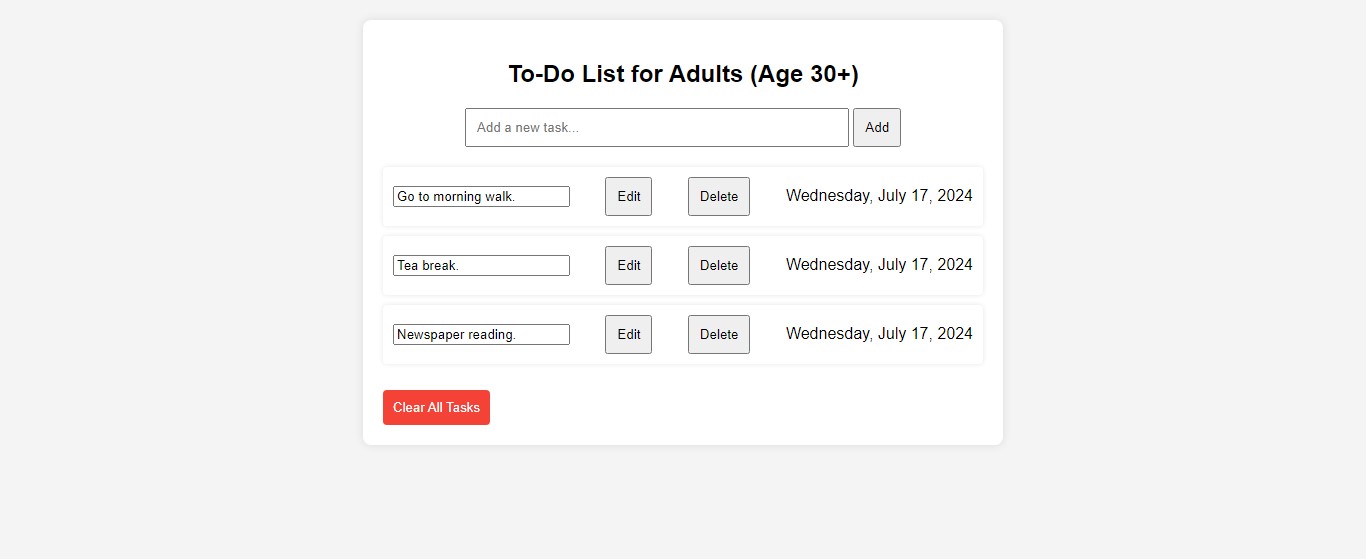 To-Do List for Adults (Age 30+)
Add a new task... Add
Go to morning walk. Edit Delete Wednesday, July 17, 2024
Tea break. Edit Delete Wednesday, July 17, 2024
Newspaper reading. Edit Delete Wednesday, July 17, 2024
Clear All Tasks